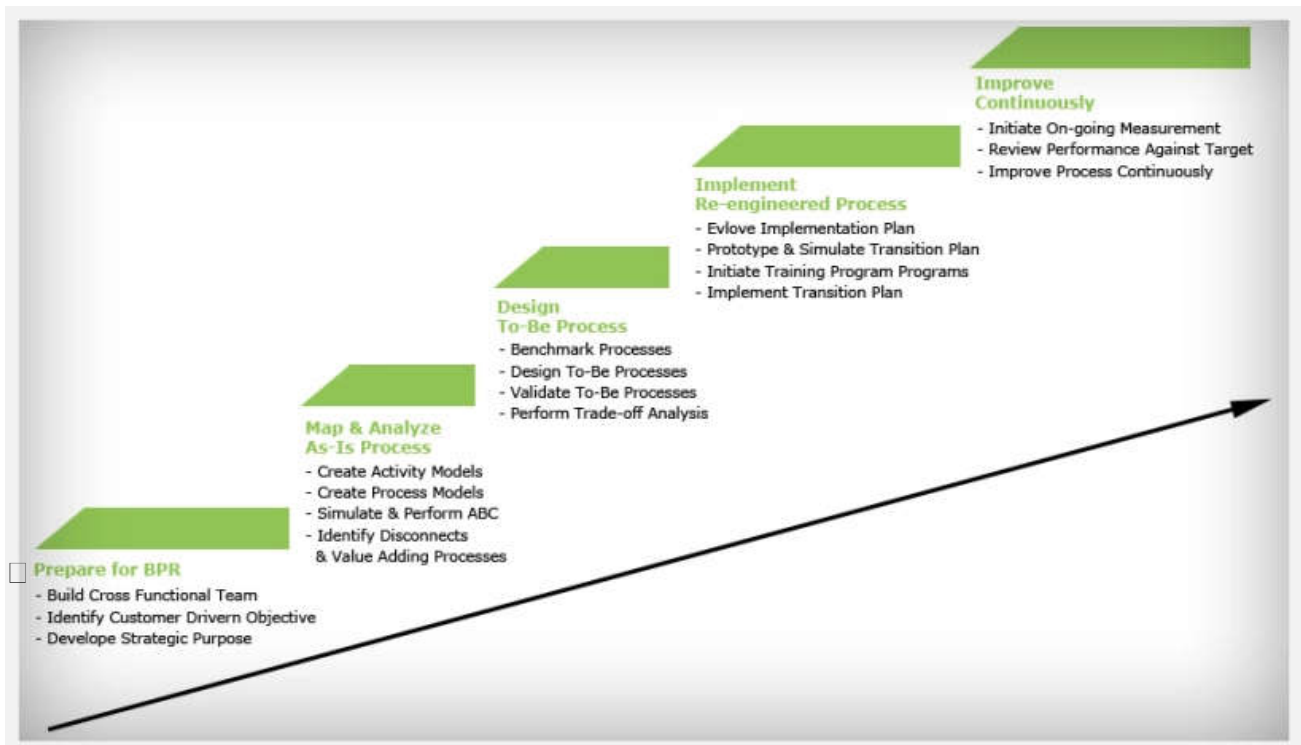 Prepare for BPR
- Build Cross Functional Team
- Identify Customer Drivern Objective
- Develope Strategic Purpose
Map & Analyze
As-Is Process
- Create Activity Models
- Create Process Models
- Simulate & Perform ABC
- Identify Disconnects
& Value Adding Processes
Design
To-Be Process
- Benchmark Processes
- Design To-Be Processes
- Validate To-Be Processes
- Perform Trade-off Analysis
Implement
Re-engineered Process
- Evlove Implementation Plan
- Prototype & Simulate Transition Plan
- Initiate Training Program Programs
- Implement Transition Plan
Improve
Continuously
- Initiate On-going Measurement
- Review Performance Against Target
- Improve Process Continuously